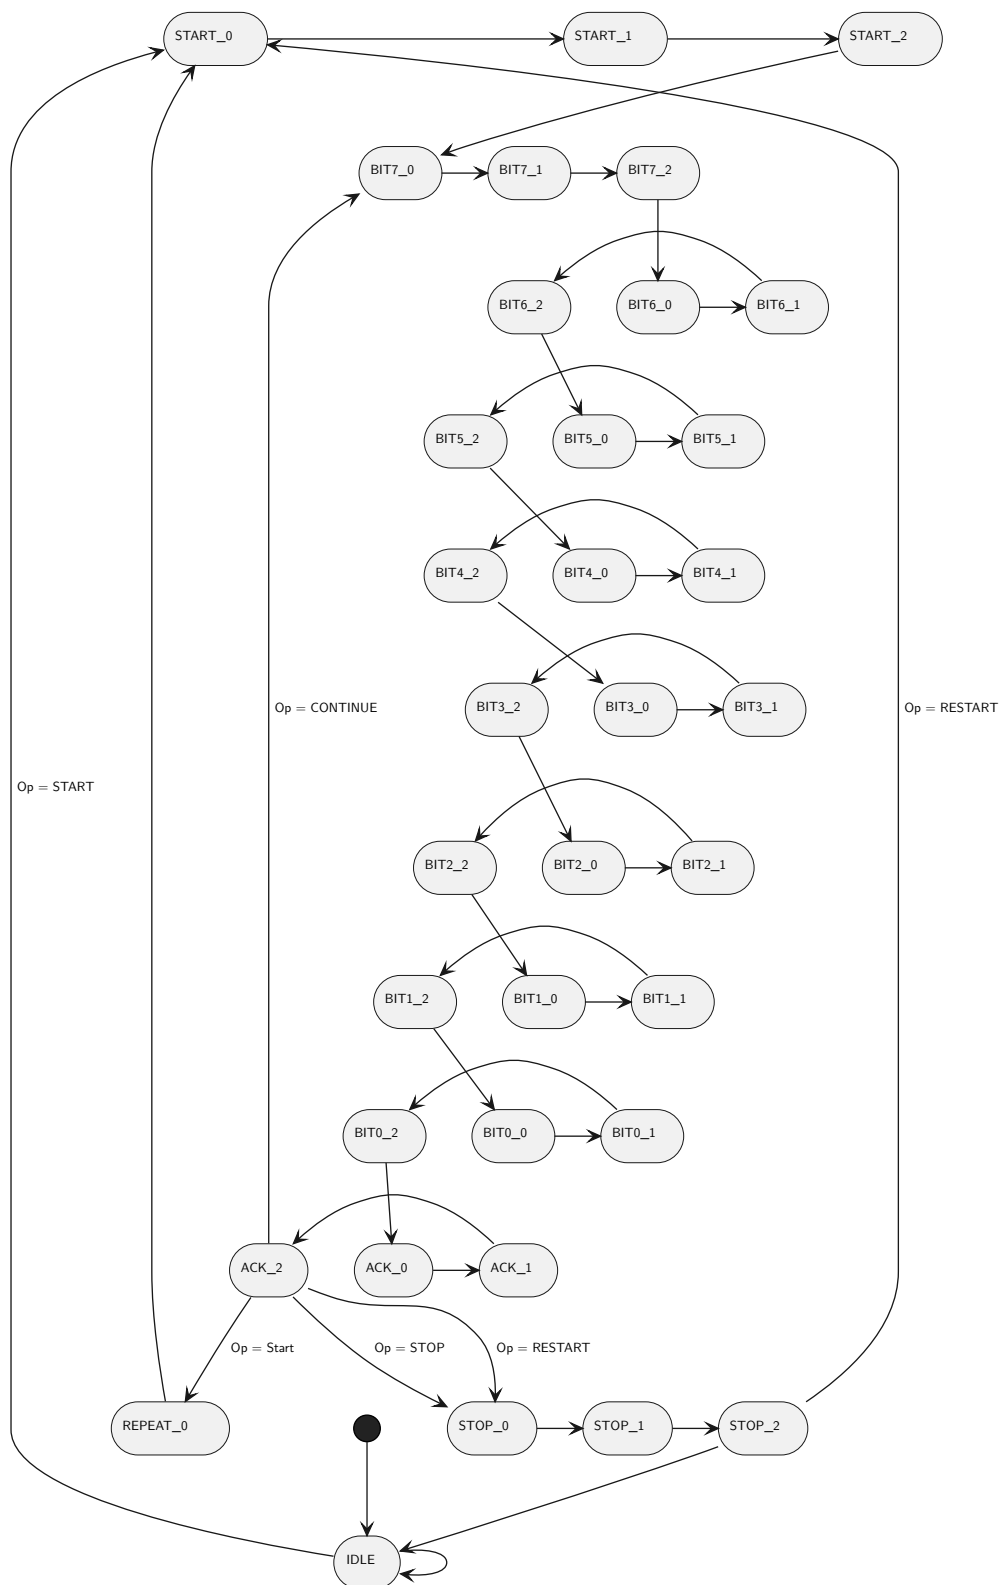 START_0
START_1
START_2
BIT7_0
BIT7_1
BIT7_2
BIT6_2
BIT6_0
BIT6_1
BIT5_2
BIT5_0
BIT5_1
BIT4_2
BIT4_0
BIT4_1
BIT3_2
BIT3_0
BIT3_1
Op = CONTINUE
Op = RESTART
Op = START
BIT2_2
BIT2_0
BIT2_1
BIT1_2
BIT1_0
BIT1_1
BIT0_2
BIT0_0
BIT0_1
ACK_2
ACK_0
ACK_1
Op = Start
Op = STOP
Op = RESTART
REPEAT_0
STOP_0
STOP_1
STOP_2
IDLE